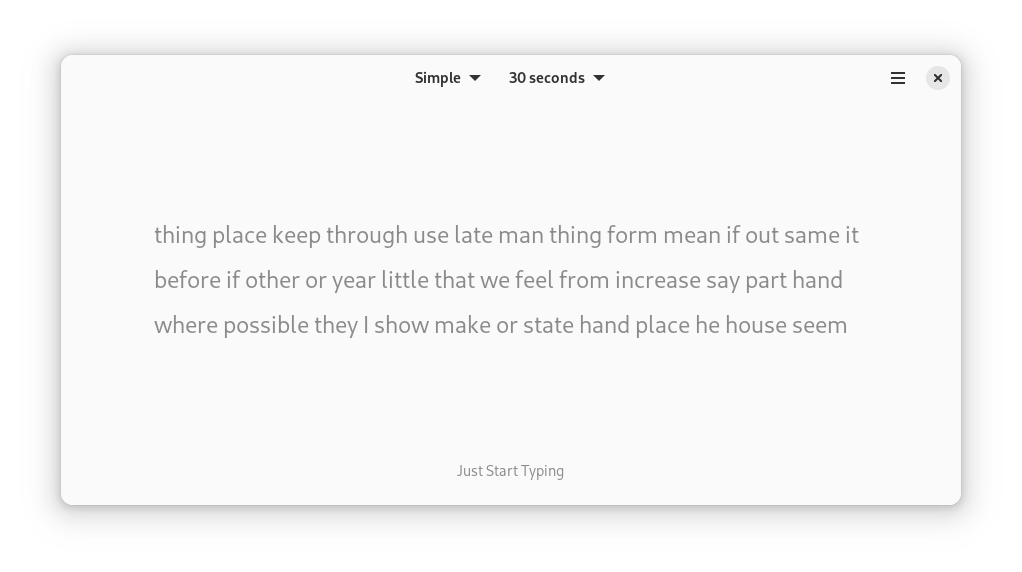 Simple 30 seconds
thing place keep through use late man thing form mean if out same it
before if other or year little that we feel from increase say part hand
where possible they I show make or state hand place he house seem
Just Start Typing